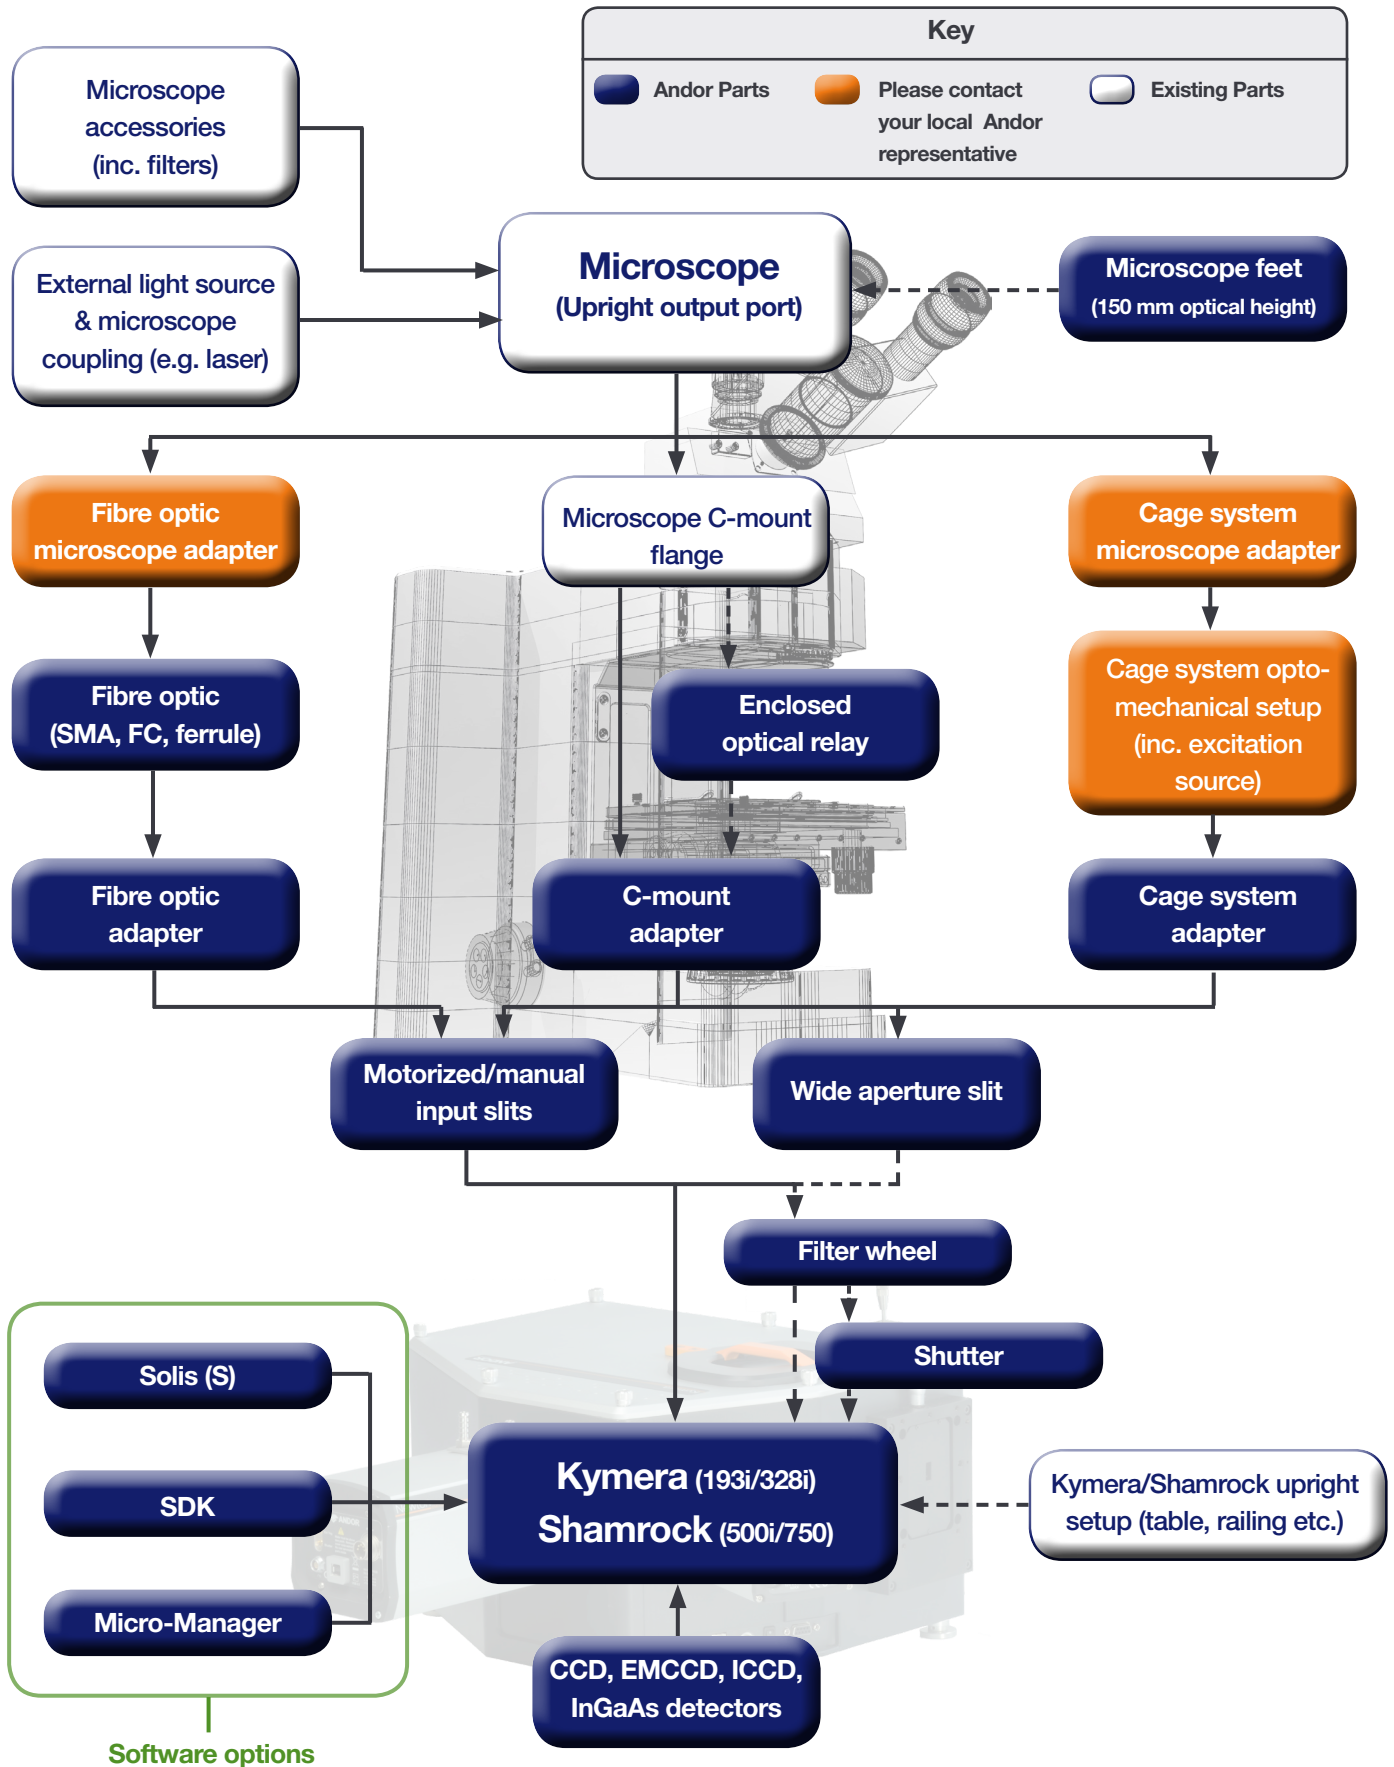 Key
Andor Parts
Please contact
your local Andor
representative
Existing Parts
Microscope
accessories
(inc. filters)
External light source
& microscope
coupling (e.g. laser)
Microscope
(Upright output port)
Microscope feet
(150 mm optical height)
Fibre optic
microscope adapter
Microscope C-mount
flange
Cage system
microscope adapter
Fibre optic
(SMA, FC, ferrule)
Enclosed
optical relay
Cage system opto-
mechanical setup
(inc. excitation
source)
Fibre optic
adapter
C-mount
adapter
Cage system
adapter
Motorized/manual
input slits
Wide aperture slit
Filter wheel
Shutter
Solis (S)
SDK
Micro-Manager
Software options
Kymera (193i/328i)
Shamrock (500i/750)
Kymera/Shamrock upright
setup (table, railing etc.)
CCD, EMCCD, ICCD,
InGaAs detectors